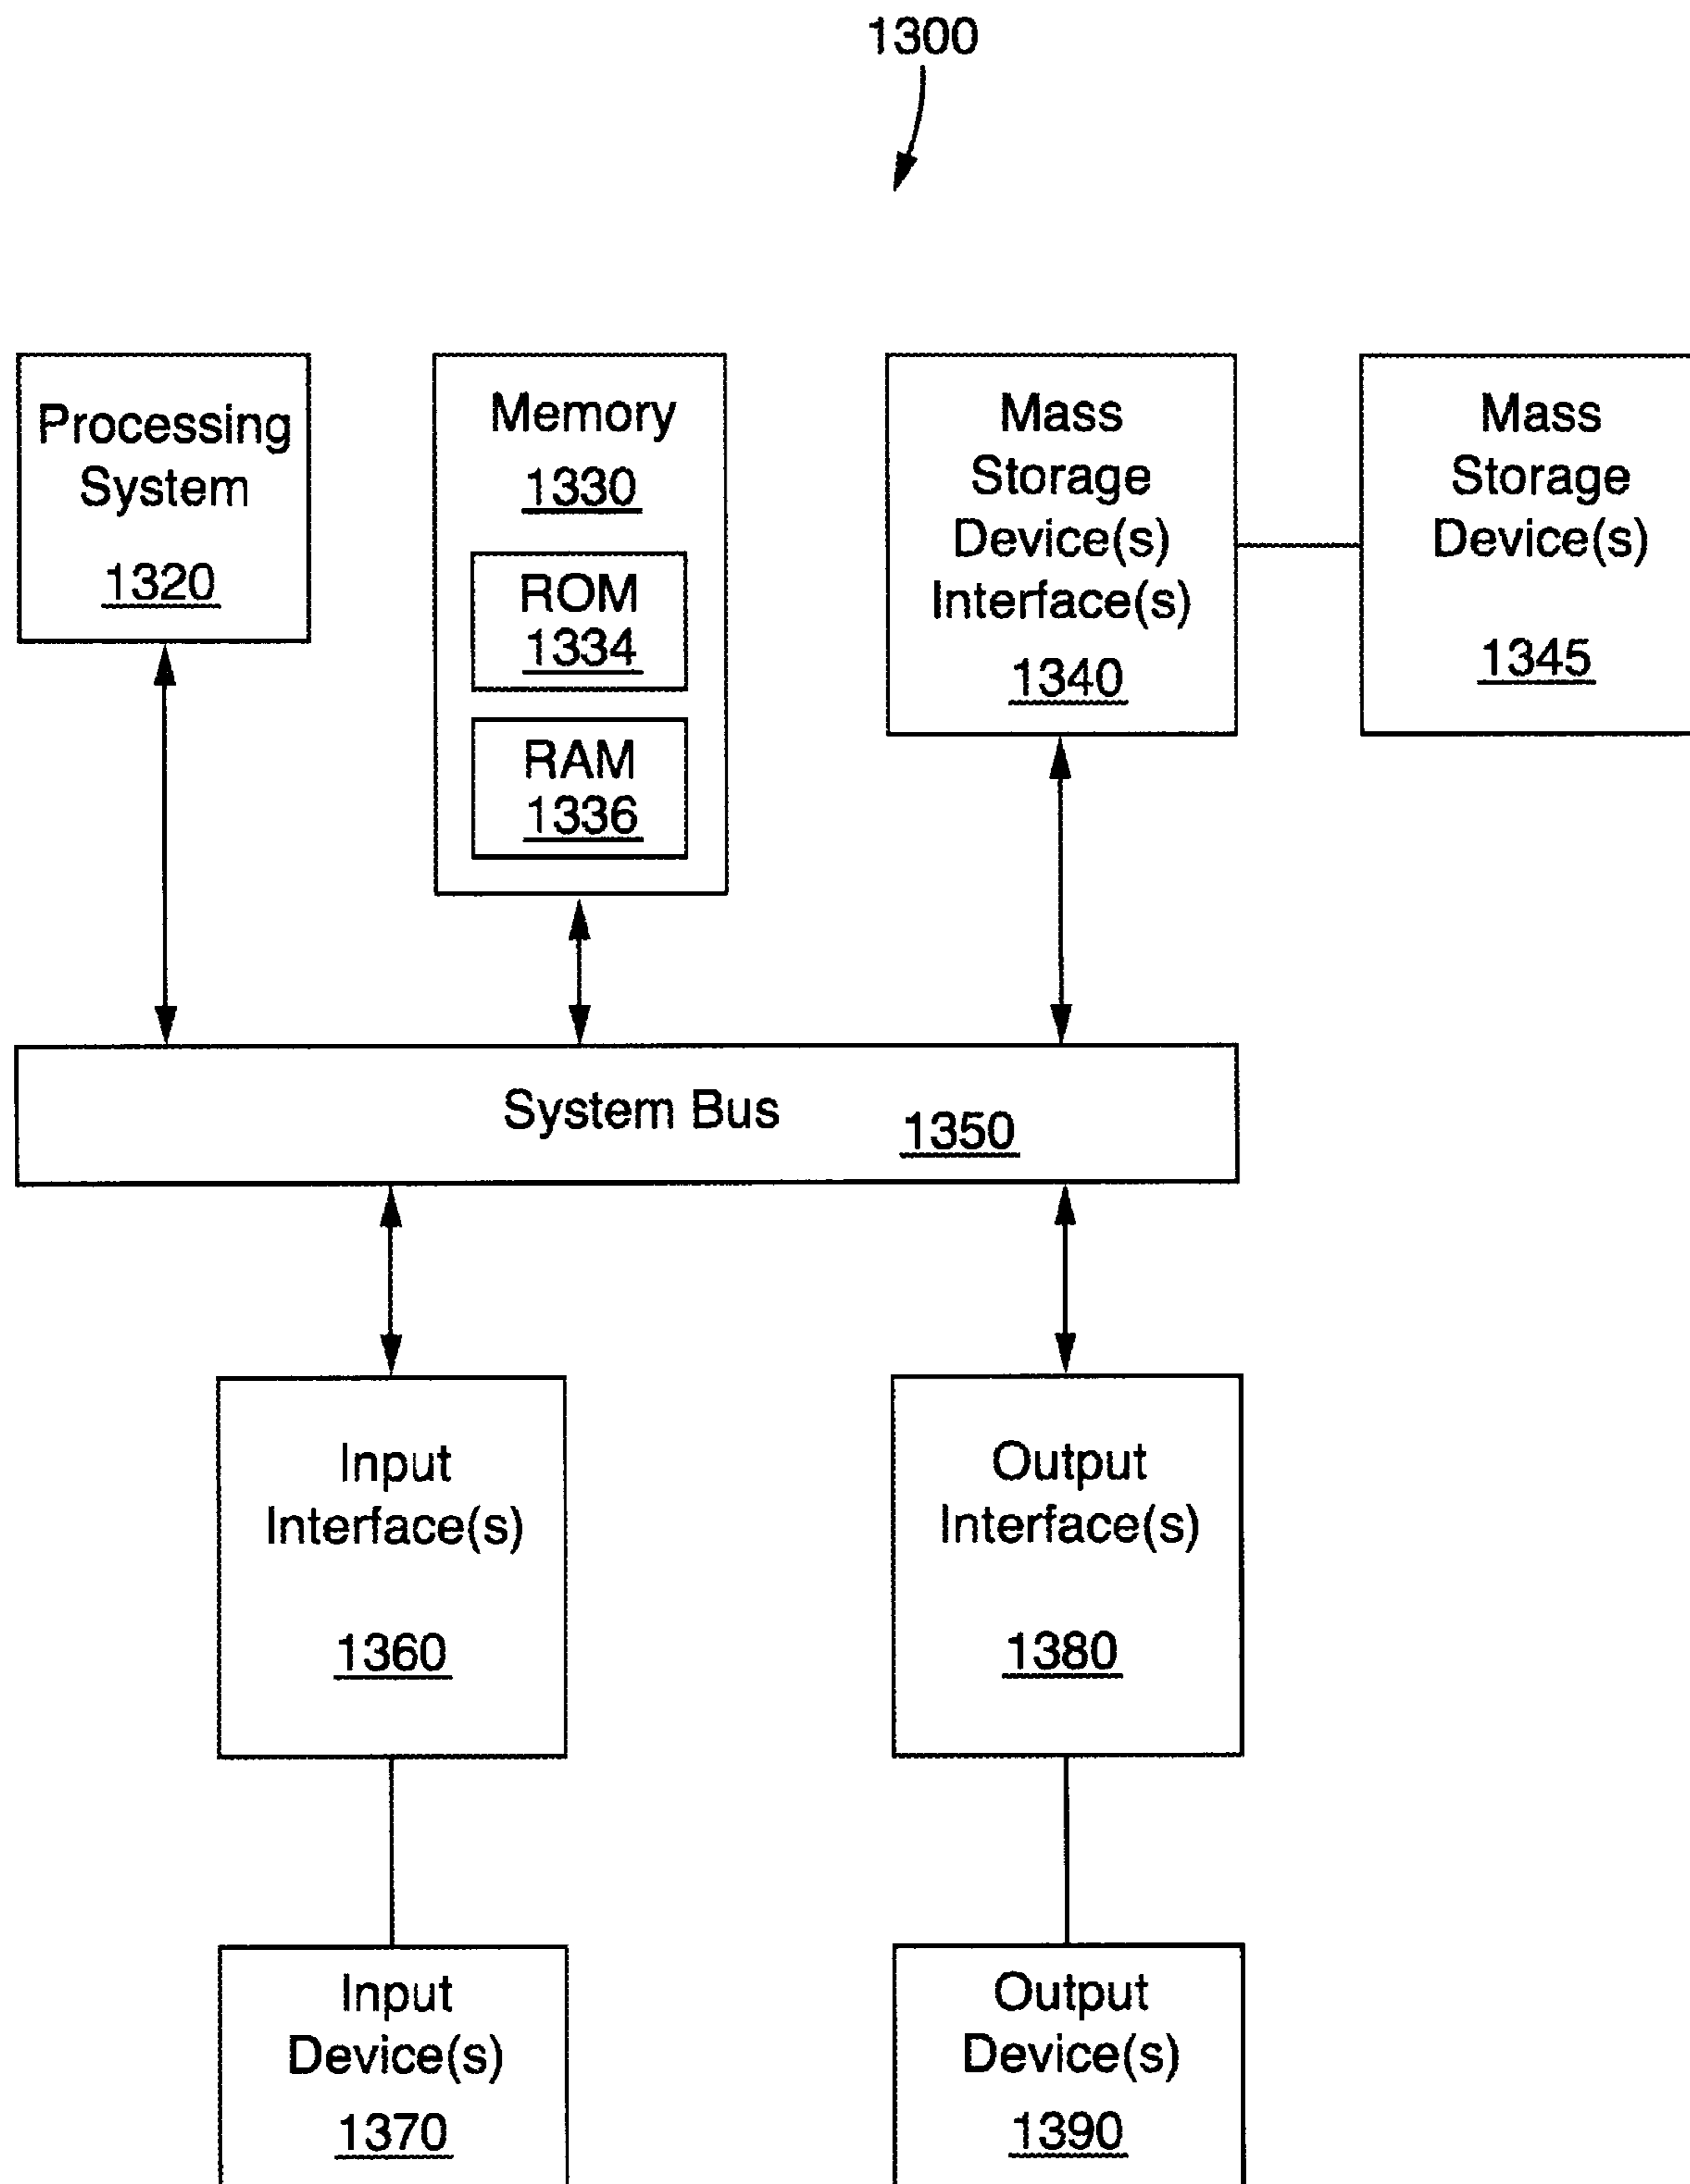 1300
Processing
System
1320
Memory
1330
ROM
1334
RAM
1336
Mass
Storage
Device(s)
Interface(s)
1340
Mass
Storage
Device(s)
1345
System Bus 1350
Input
Interface(s)
1360
Output
Interface(s)
1380
Input
Device(s)
1370
Output
Device(s)
1390